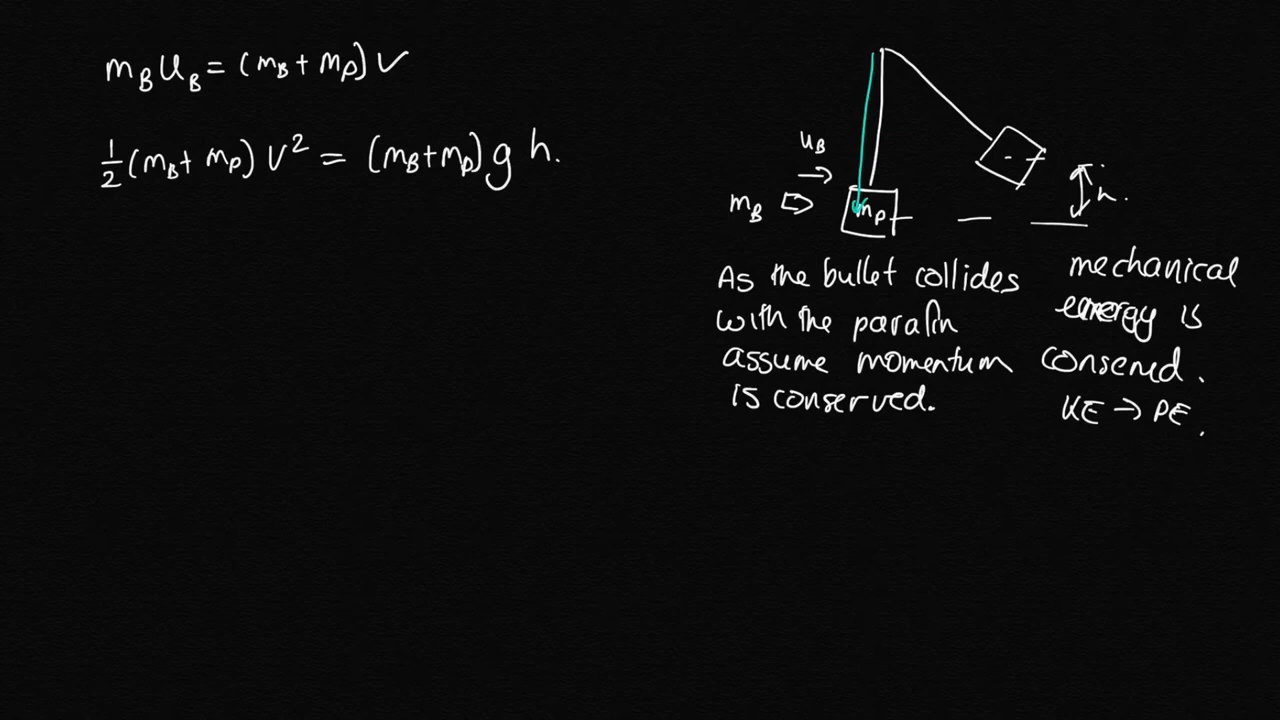 m_B u_B = (m_B + m_P) v
½ (m_B + m_P) v² = (m_B + m_P) g h.
u_B
m_B
m_P
h.
As the bullet collides
with the parafin
assume momentum
is conserved.
mechanical
energy is
conserved.
KE → PE.